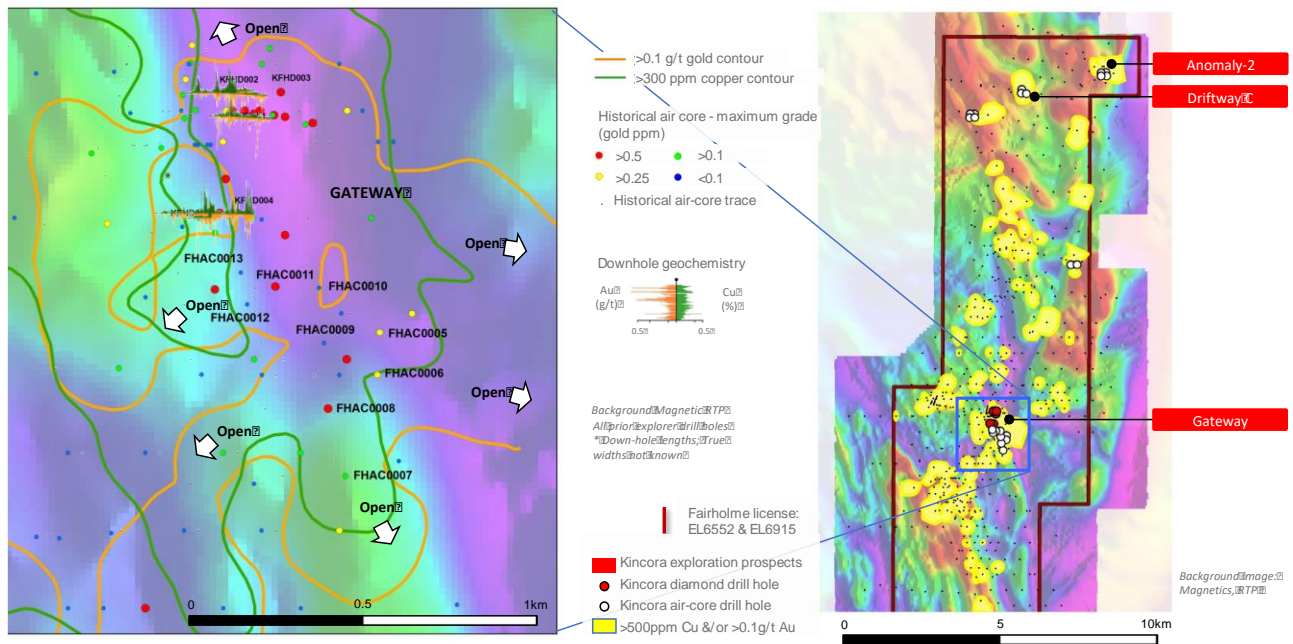 Open
KFHD002
KFHD003
KFHD004
GATEWAY
Open
FHAC0013
FHAC0011
FHAC0010
Open
FHAC0012
FHAC0009
FHAC0005
FHAC0006
Open
FHAC0008
Open
FHAC0007
Open
0 0.5 1km
>0.1 g/t gold contour
>300 ppm copper contour
Historical air core - maximum grade
(gold ppm)
>0.5 >0.1
>0.25 <0.1
Historical air-core trace
Downhole geochemistry
Au Cu
(g/t) (%)
0.5 0.5
Background Magnetic RTP
All prior explorer drill holes
* Down-hole lengths; True
widths not known
Fairholme license:
EL6552 & EL6915
Kincora exploration prospects
Kincora diamond drill hole
Kincora air-core drill hole
>500ppm Cu &/or >0.1g/t Au
Anomaly-2
Driftway C
Gateway
Background image:
Magnetics, RTP
0 5 10km